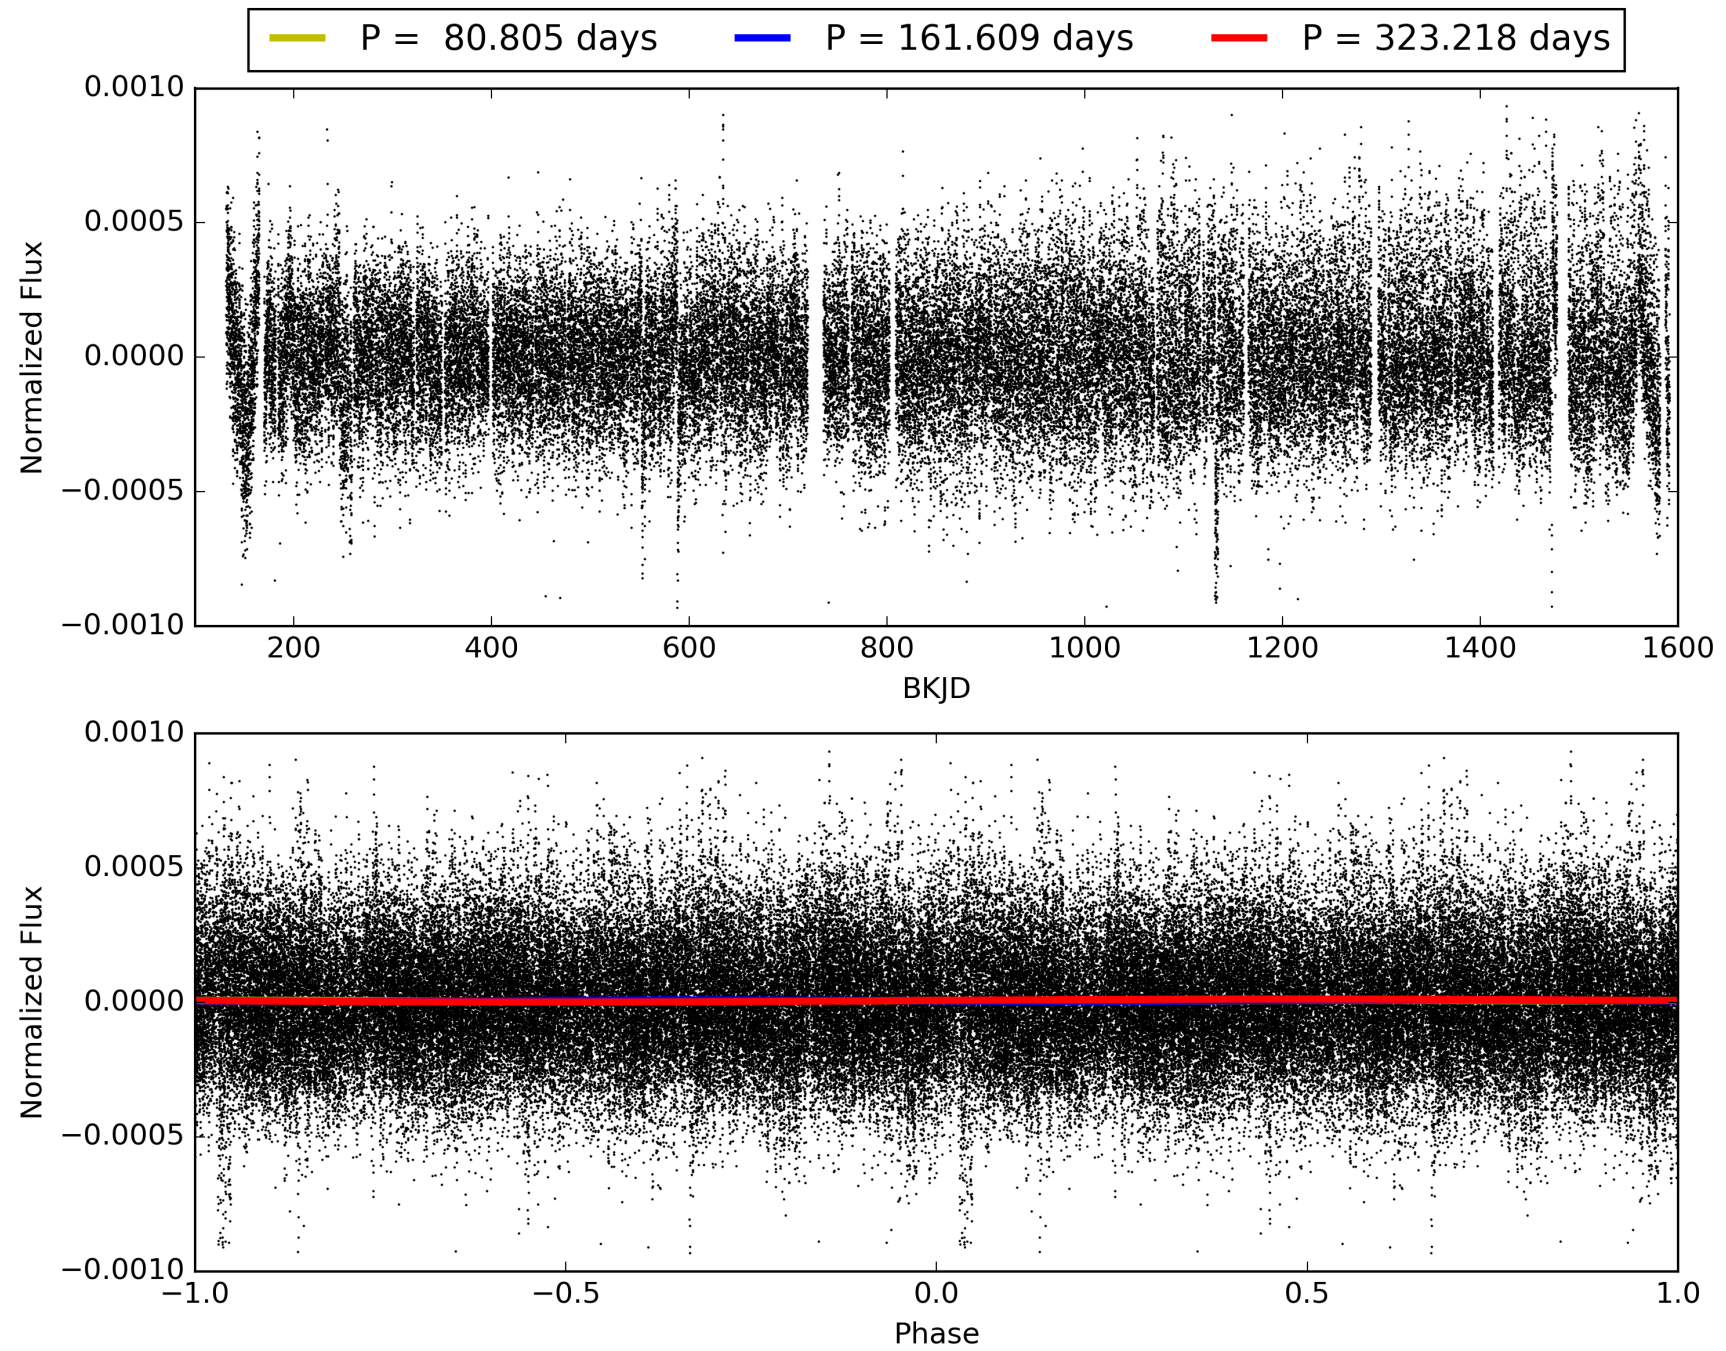 P = 80.805 days P = 161.609 days P = 323.218 days
0.0010
0.0005
0.0000
−0.0005
−0.0010
Normalized Flux
200 400 600 800 1000 1200 1400 1600
BKJD
0.0010
0.0005
0.0000
−0.0005
−0.0010
Normalized Flux
−1.0 −0.5 0.0 0.5 1.0
Phase